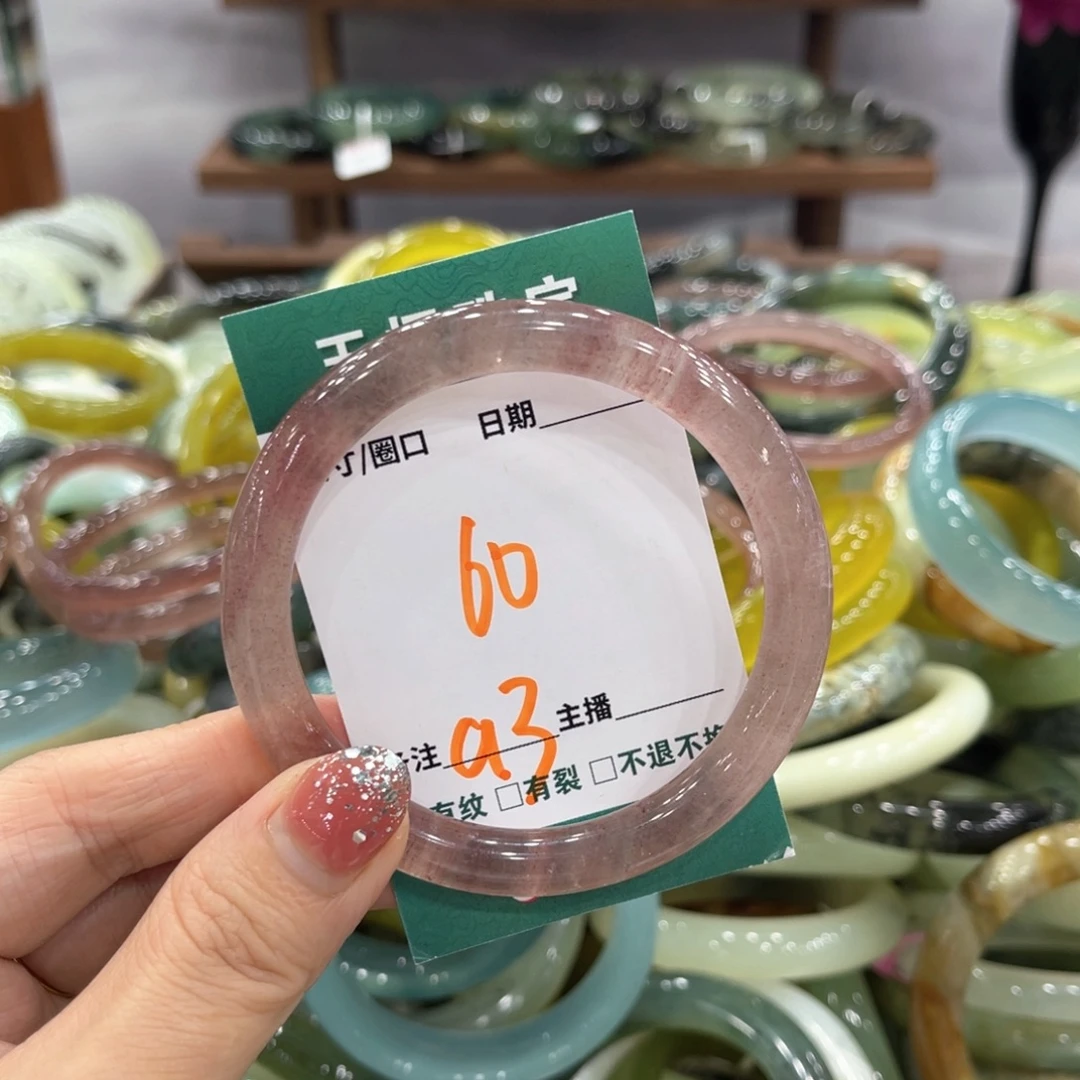 寸/圈口 日期
60
a3
主播
注
有纹 □有裂 □不退不换